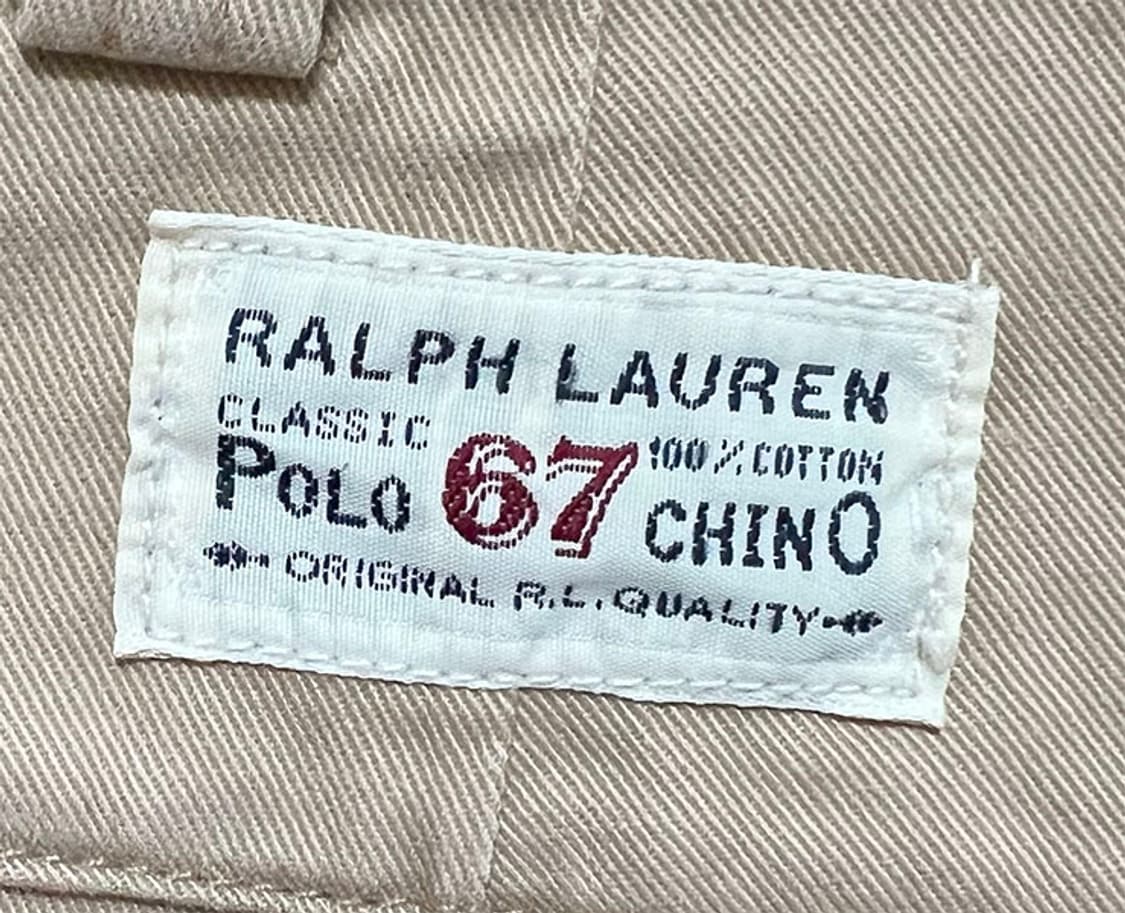 RALPH LAUREN
CLASSIC
POLO
67
100% COTTON
CHINO
ORIGINAL R.L. QUALITY